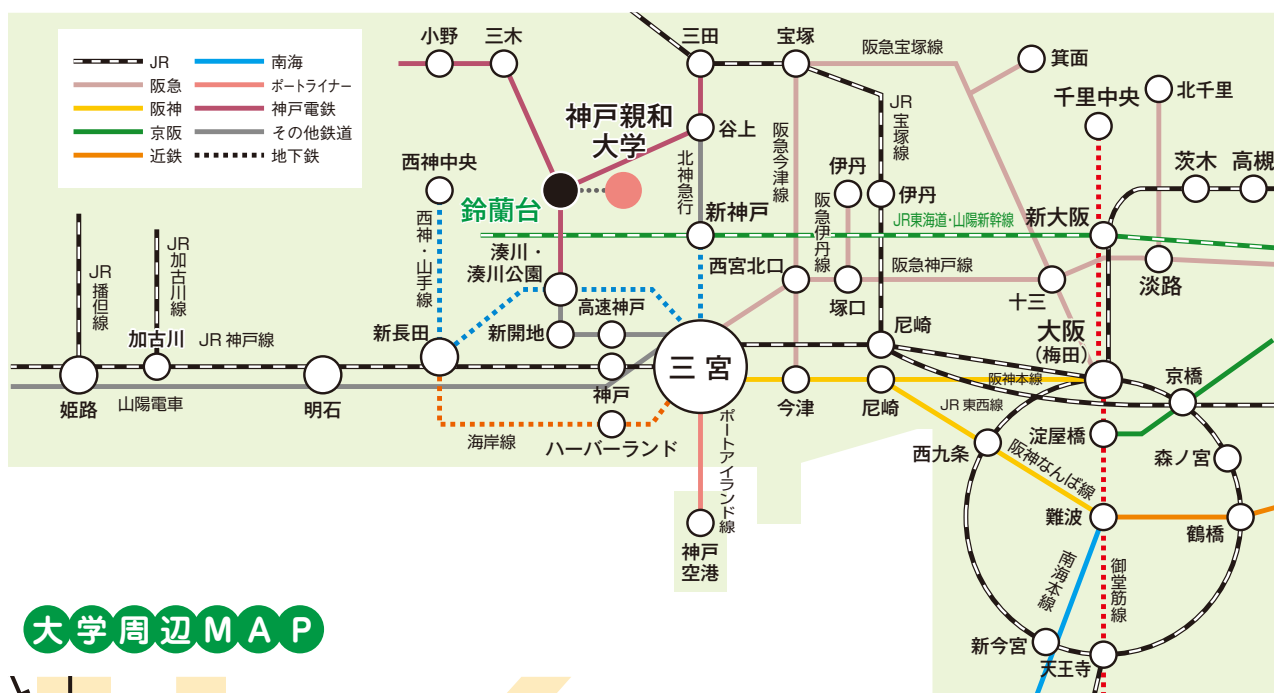 JR
阪急
阪神
京阪
近鉄
南海
ポートライナー
神戸電鉄
その他鉄道
地下鉄
小野
三木
三田
宝塚
阪急宝塚線
箕面
千里中央
北千里
神戸親和
大学
谷上
JR宝塚線
阪急今津線
西神中央
北神急行
伊丹
伊丹
茨木
高槻
鈴蘭台
新神戸
阪急伊丹線
JR東海道・山陽新幹線
新大阪
西神・山手線
湊川・
湊川公園
西宮北口
塚口
阪急神戸線
十三
淡路
JR播但線
JR加古川線
高速神戸
加古川
JR 神戸線
新長田
新開地
三宮
尼崎
大阪
(梅田)
京橋
姫路
山陽電車
明石
神戸
今津
尼崎
阪神本線
JR 東西線
海岸線
ハーバーランド
ポートアイランド線
西九条
淀屋橋
森ノ宮
阪神なんば線
難波
鶴橋
神戸
空港
南海本線
御堂筋線
新今宮
天王寺
大学周辺MAP